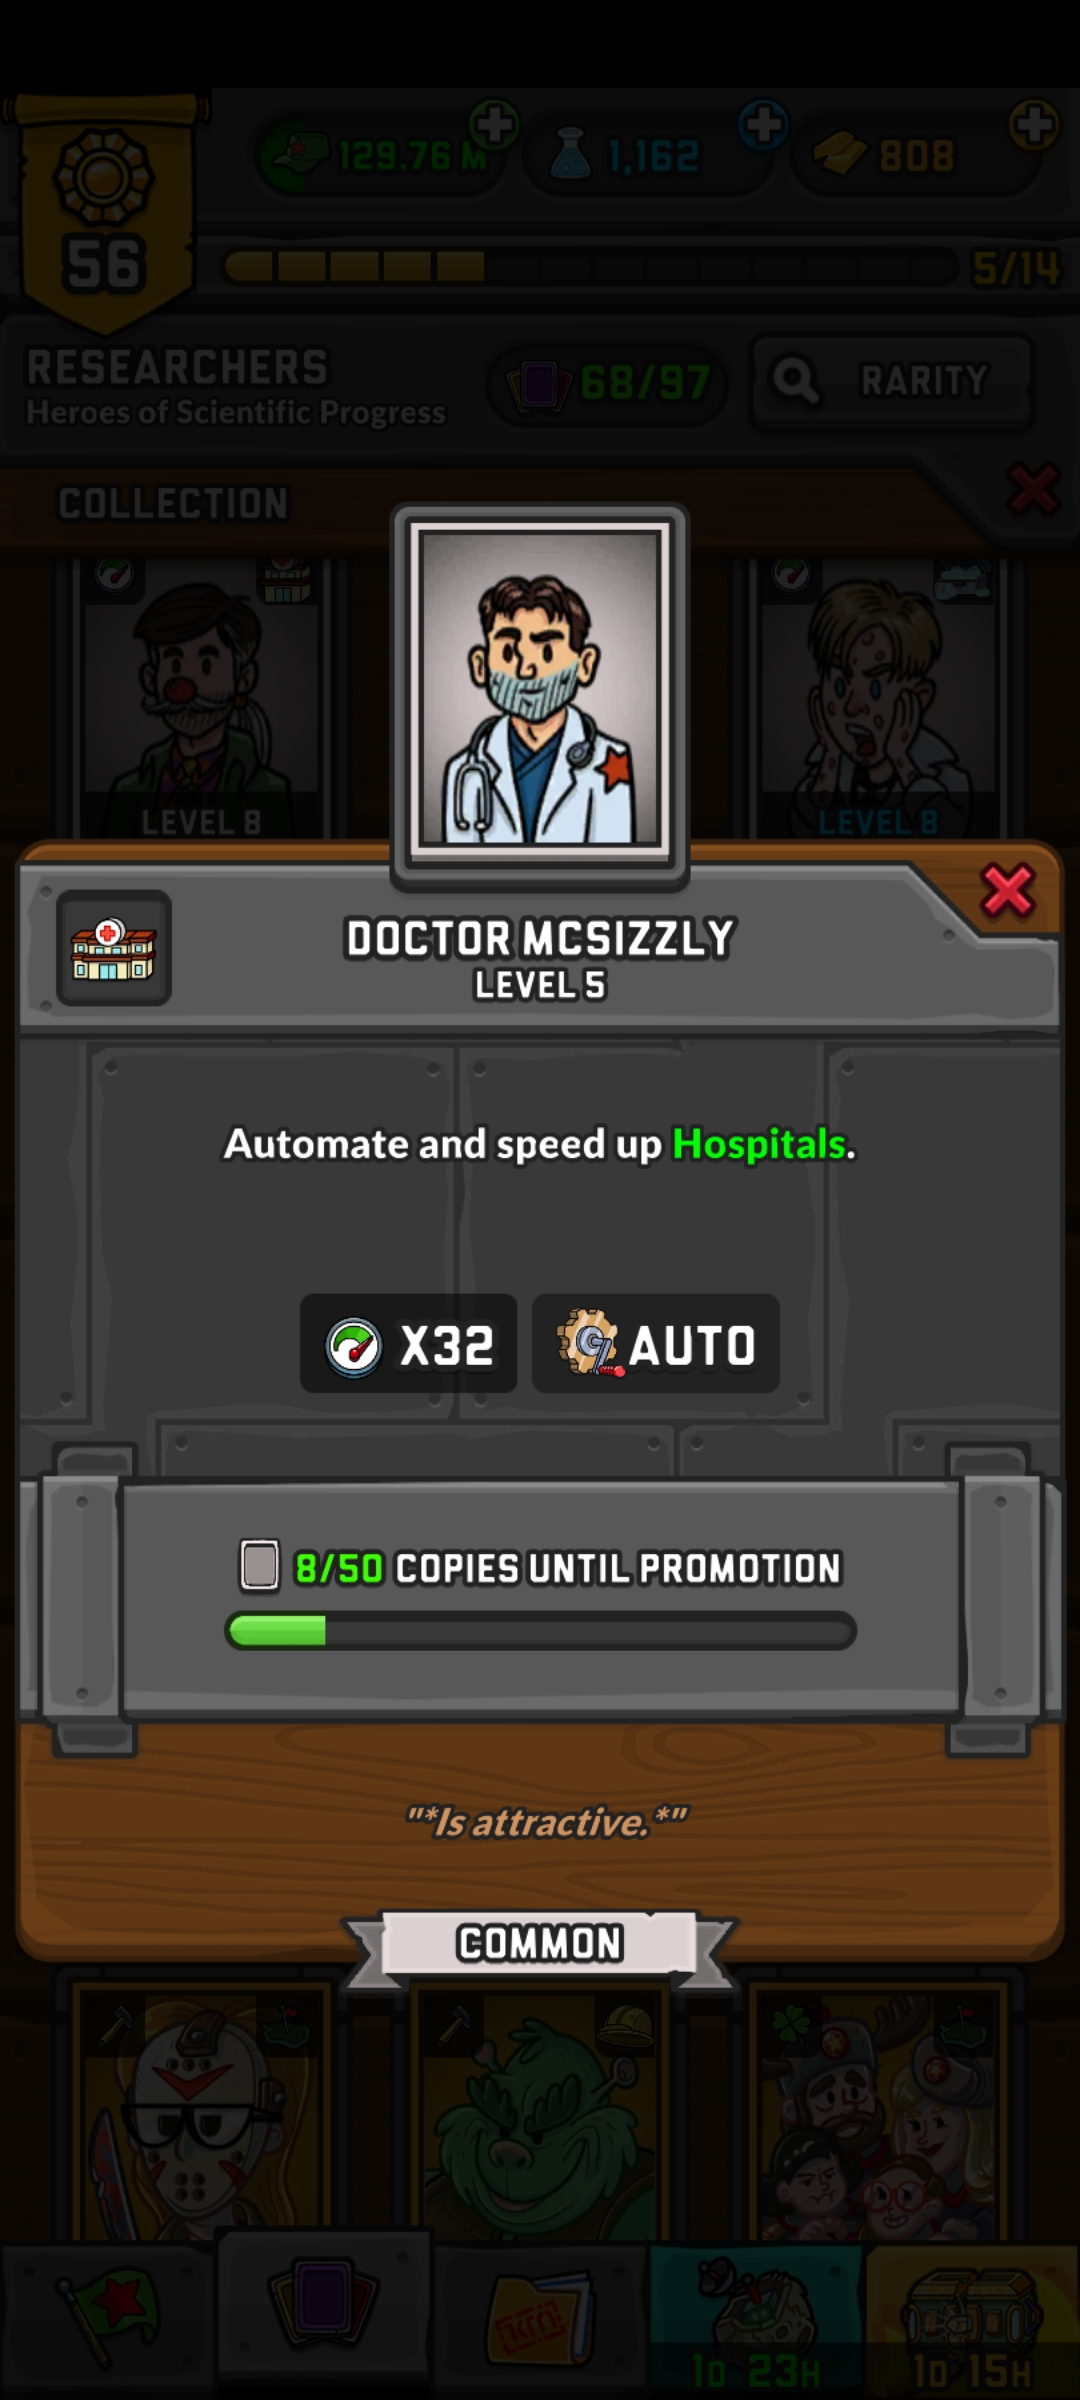 129.76 M
1,162
808
56
5/14
RESEARCHERS
Heroes of Scientific Progress
68/97
RARITY
COLLECTION
LEVEL 8
LEVEL 8
DOCTOR MCSIZZLY
LEVEL 5
Automate and speed up Hospitals.
X32
AUTO
8/50 COPIES UNTIL PROMOTION
"*Is attractive.*"
COMMON
1D 23H
1D 15H